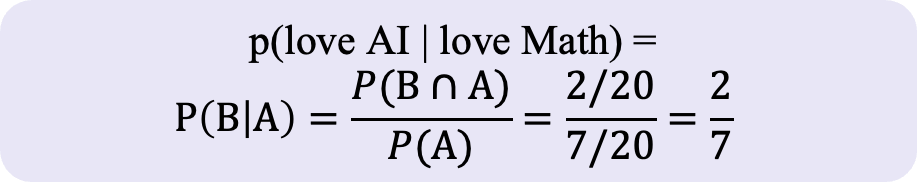 p(love AI | love Math) =
P(B|A) = P(B ∩ A) / P(A) = 2/20 / 7/20 = 2/7